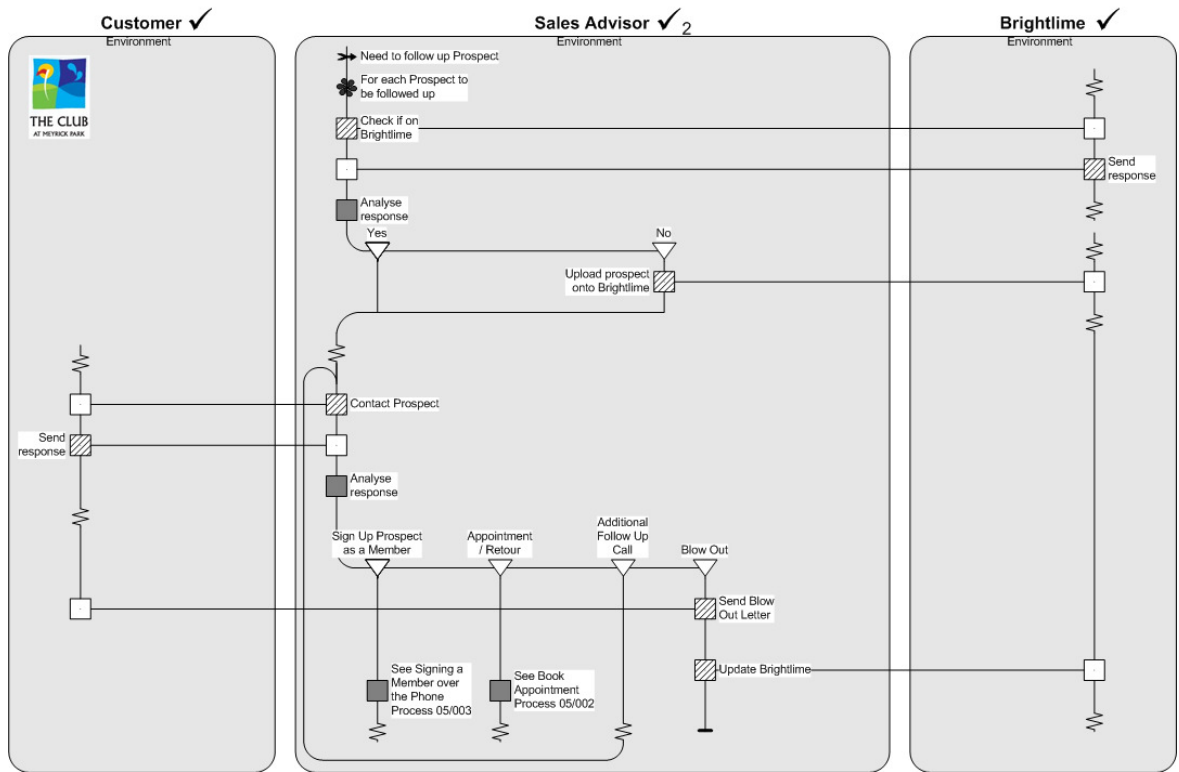 Customer ✓
Sales Advisor ✓ 2
Brightlime ✓
Environment
Environment
Environment
THE CLUB
AT MEYRICK PARK
Need to follow up Prospect
For each Prospect to
be followed up
Check if on
Brightlime
Send
response
Analyse
response
Yes
No
Upload prospect
onto Brightlime
Contact Prospect
Send
response
Analyse
response
Sign Up Prospect
as a Member
Appointment
/ Retour
Additional
Follow Up
Call
Blow Out
Send Blow
Out Letter
See Signing a
Member over
the Phone
Process 05/003
See Book
Appointment
Process 05/002
Update Brightlime